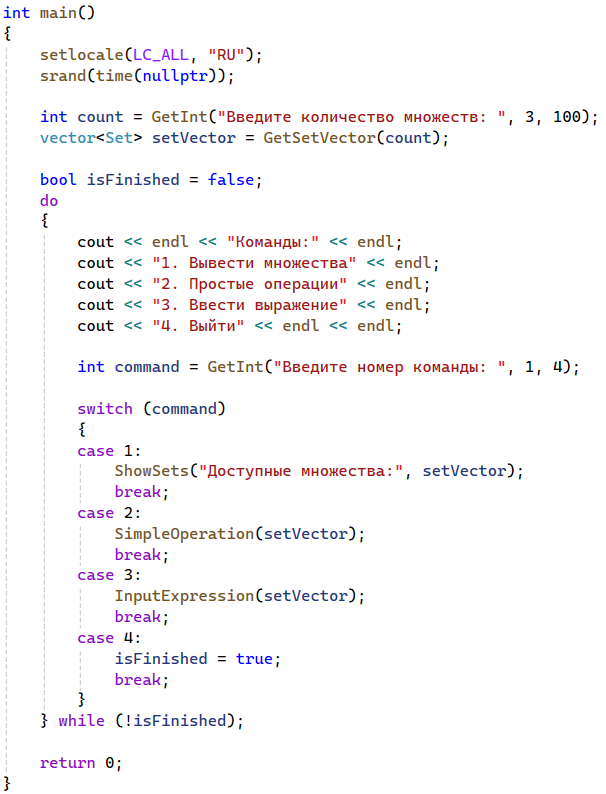 int main()
{
    setlocale(LC_ALL, "RU");
    srand(time(nullptr));

    int count = GetInt("Введите количество множеств: ", 3, 100);
    vector<Set> setVector = GetSetVector(count);

    bool isFinished = false;
    do
    {
        cout << endl << "Команды:" << endl;
        cout << "1. Вывести множества" << endl;
        cout << "2. Простые операции" << endl;
        cout << "3. Ввести выражение" << endl;
        cout << "4. Выйти" << endl << endl;

        int command = GetInt("Введите номер команды: ", 1, 4);

        switch (command)
        {
        case 1:
            ShowSets("Доступные множества:", setVector);
            break;
        case 2:
            SimpleOperation(setVector);
            break;
        case 3:
            InputExpression(setVector);
            break;
        case 4:
            isFinished = true;
            break;
        }
    } while (!isFinished);

    return 0;
}